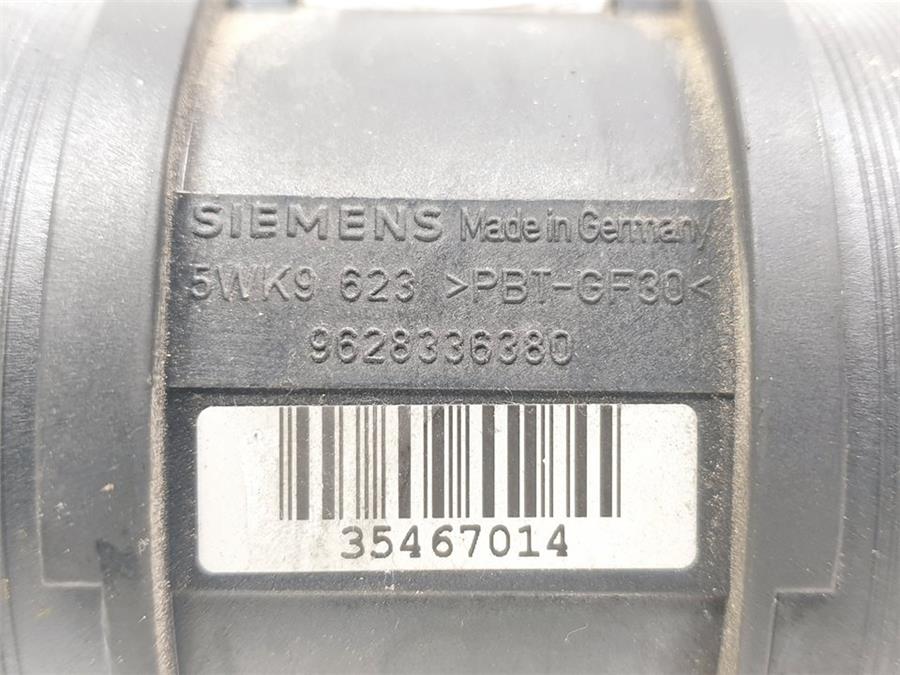 SIEMENS Made in Germany
5WK9 623 >PBT-GF30<
9628336380
35467014